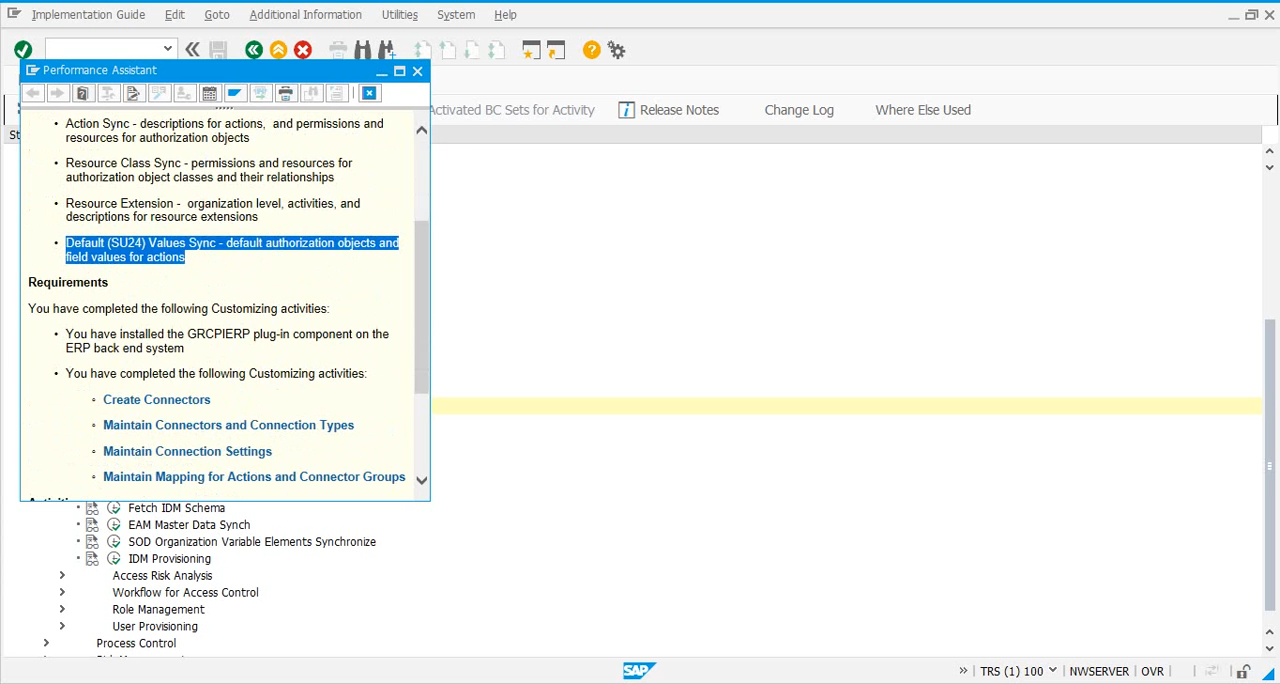 Implementation Guide Edit Goto Additional Information Utilities System Help
Performance Assistant
Activated BC Sets for Activity Release Notes Change Log Where Else Used
St
• Action Sync - descriptions for actions, and permissions and
resources for authorization objects
• Resource Class Sync - permissions and resources for
authorization object classes and their relationships
• Resource Extension - organization level, activities, and
descriptions for resource extensions
• Default (SU24) Values Sync - default authorization objects and
field values for actions
Requirements
You have completed the following Customizing activities:
• You have installed the GRCPIERP plug-in component on the
ERP back end system
• You have completed the following Customizing activities:
Create Connectors
Maintain Connectors and Connection Types
Maintain Connection Settings
Maintain Mapping for Actions and Connector Groups
Fetch IDM Schema
EAM Master Data Synch
SOD Organization Variable Elements Synchronize
IDM Provisioning
Access Risk Analysis
Workflow for Access Control
Role Management
User Provisioning
Process Control
SAP TRS (1) 100 NWSERVER OVR